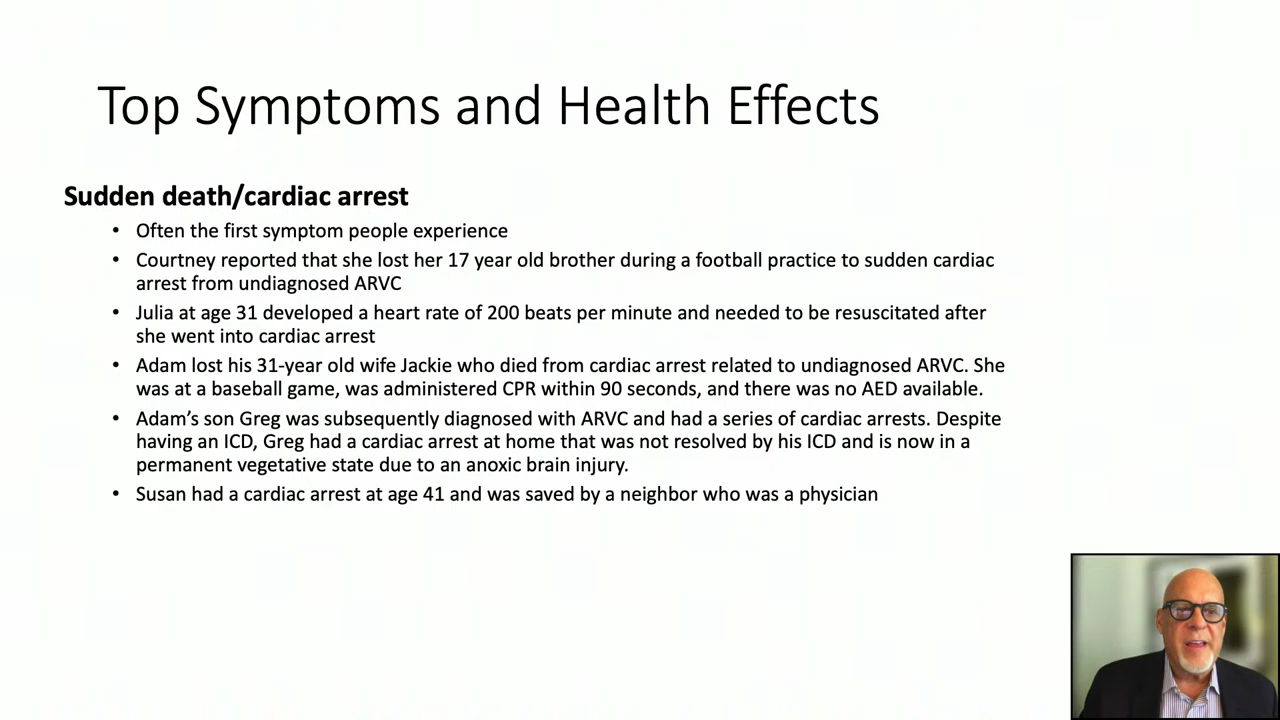 Top Symptoms and Health Effects
Sudden death/cardiac arrest
• Often the first symptom people experience
• Courtney reported that she lost her 17 year old brother during a football practice to sudden cardiac
arrest from undiagnosed ARVC
• Julia at age 31 developed a heart rate of 200 beats per minute and needed to be resuscitated after
she went into cardiac arrest
• Adam lost his 31-year old wife Jackie who died from cardiac arrest related to undiagnosed ARVC. She
was at a baseball game, was administered CPR within 90 seconds, and there was no AED available.
• Adam’s son Greg was subsequently diagnosed with ARVC and had a series of cardiac arrests. Despite
having an ICD, Greg had a cardiac arrest at home that was not resolved by his ICD and is now in a
permanent vegetative state due to an anoxic brain injury.
• Susan had a cardiac arrest at age 41 and was saved by a neighbor who was a physician